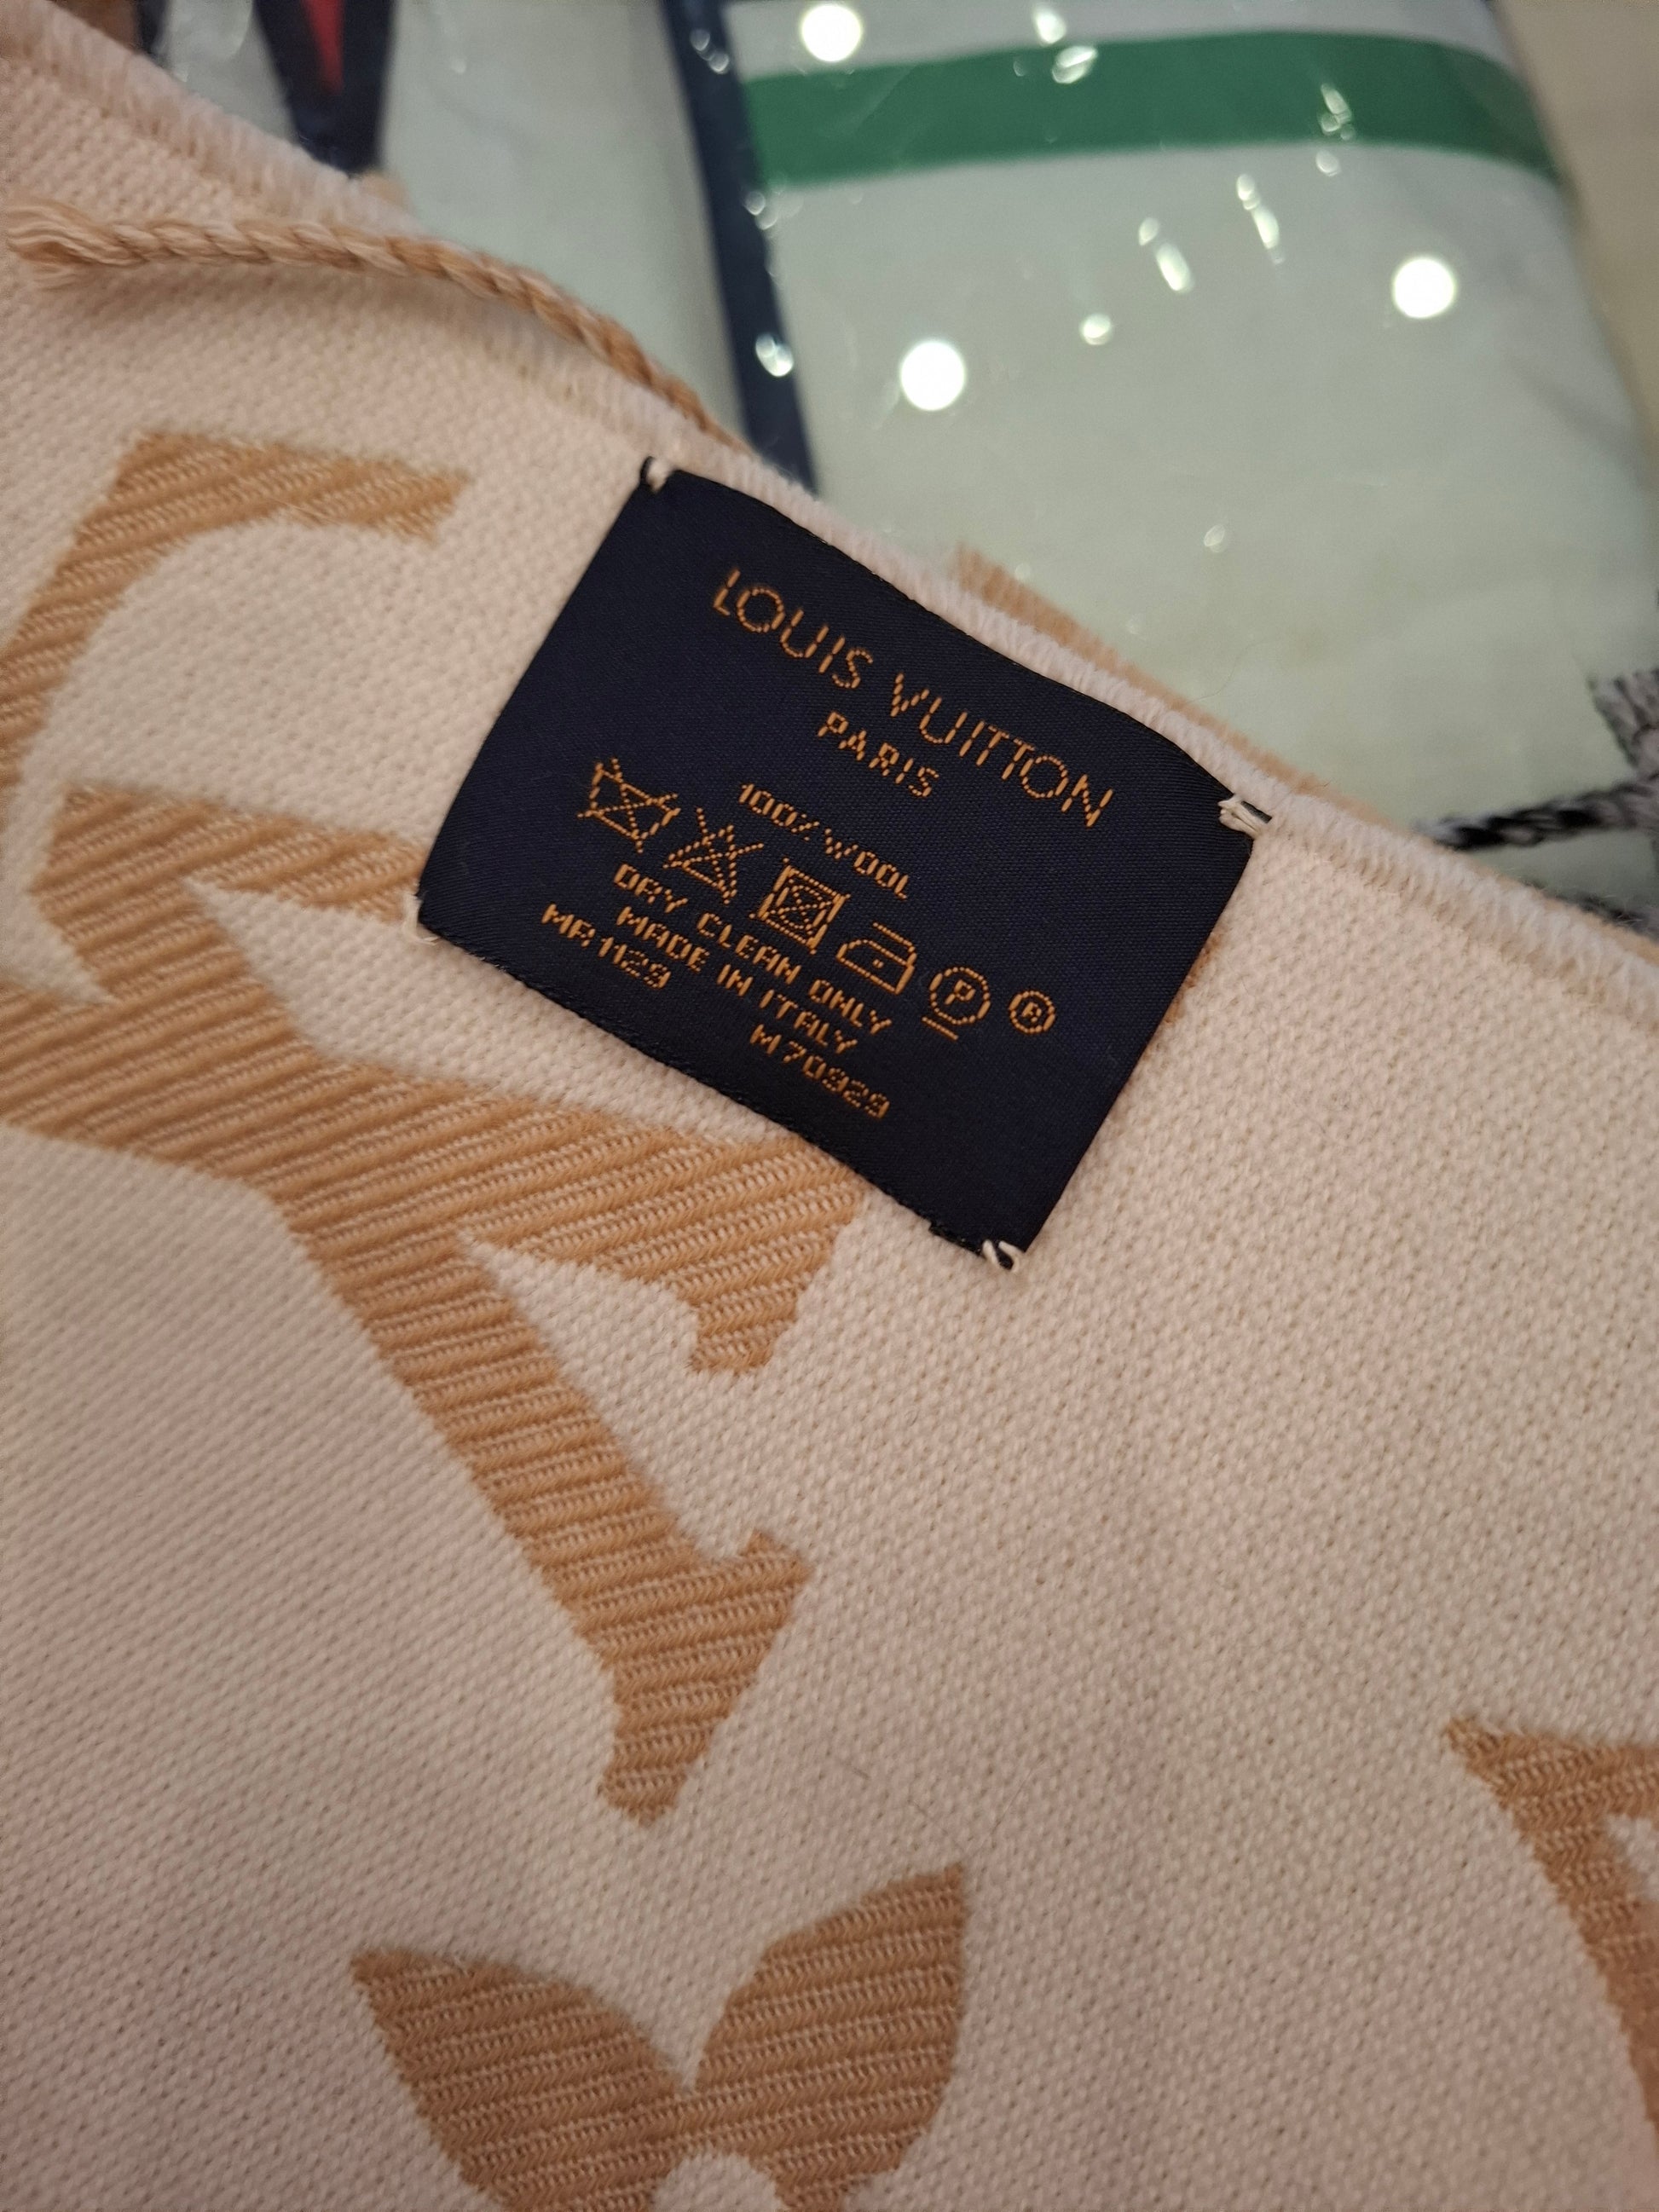 LOUIS VUITTON
PARIS
100% WOOL
P ®
DRY CLEAN ONLY
MADE IN ITALY
MP1129 M70929